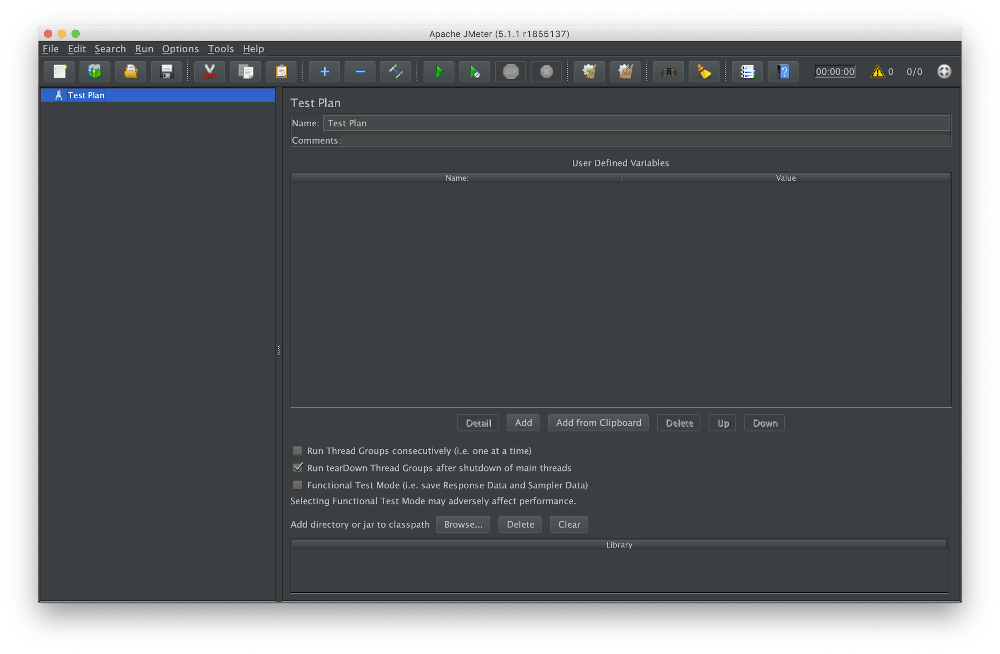 Apache JMeter (5.1.1 r1855137)
File Edit Search Run Options Tools Help
STOP ? 00:00:00 0 0/0
Test Plan
Test Plan
Name: Test Plan
Comments:
User Defined Variables
Name: Value
Detail Add Add from Clipboard Delete Up Down
Run Thread Groups consecutively (i.e. one at a time)
Run tearDown Thread Groups after shutdown of main threads
Functional Test Mode (i.e. save Response Data and Sampler Data)
Selecting Functional Test Mode may adversely affect performance.
Add directory or jar to classpath Browse... Delete Clear
Library